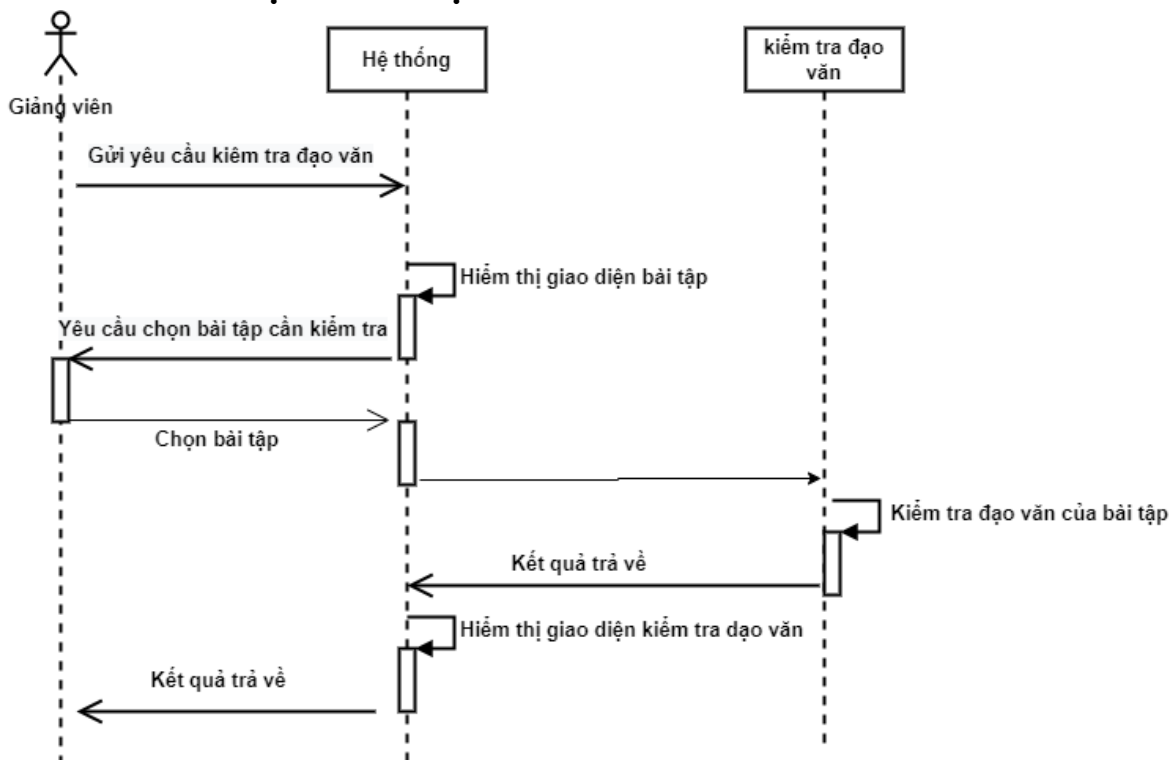 Hệ thống
kiểm tra đạo
văn
Giảng viên
Gửi yêu cầu kiêm tra đạo văn
Hiểm thị giao diện bài tập
Yêu cầu chọn bài tập cần kiểm tra
Chọn bài tập
Kiểm tra đạo văn của bài tập
Kết quả trả về
Hiểm thị giao diện kiểm tra dạo văn
Kết quả trả về